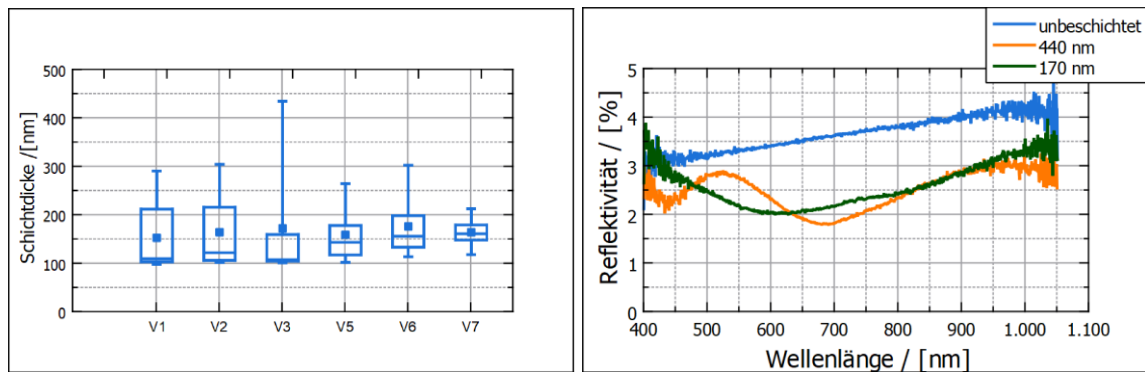 Schichtdicke /[nm]
500
400
300
200
100
0
V1 V2 V3 V5 V6 V7
unbeschichtet
440 nm
170 nm
Reflektivität / [%]
5
4
3
2
1
0
400 500 600 700 800 900 1.000 1.100
Wellenlänge / [nm]